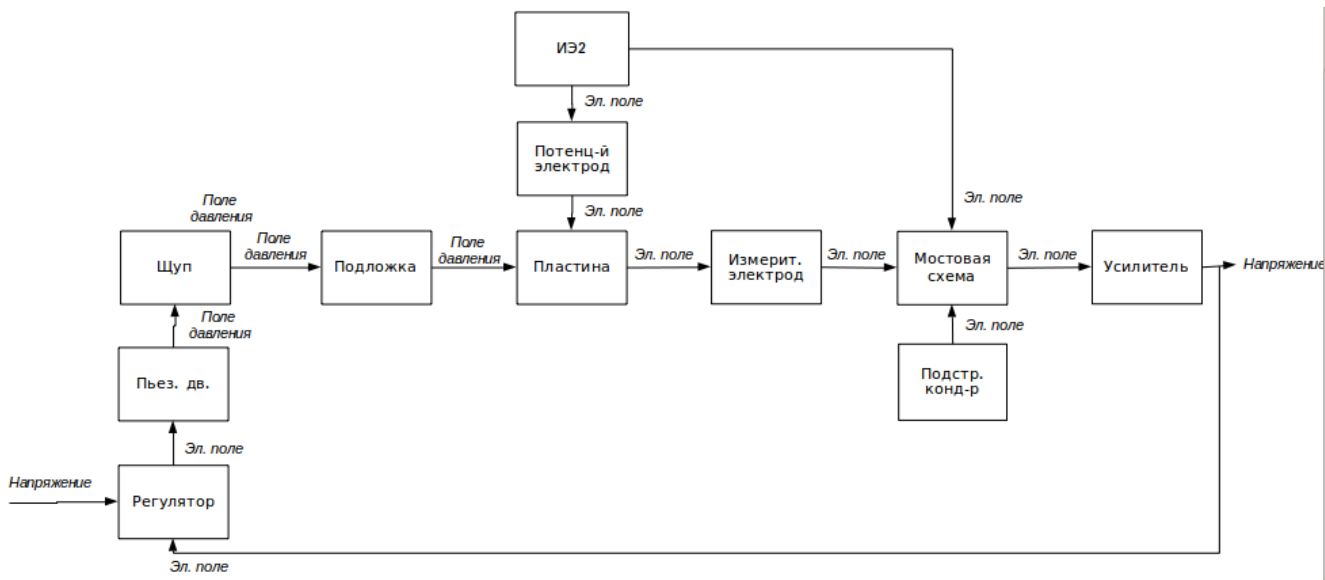 ИЭ2
Эл. поле
Потенц-й
электрод
Поле
давления
Эл. поле
Эл. поле
Щуп
Поле
давления
Подложка
Поле
давления
Пластина
Эл. поле
Измерит.
электрод
Эл. поле
Мостовая
схема
Эл. поле
Усилитель
Напряжение
Поле
давления
Эл. поле
Пьез. дв.
Подстр.
конд-р
Эл. поле
Напряжение
Регулятор
Эл. поле